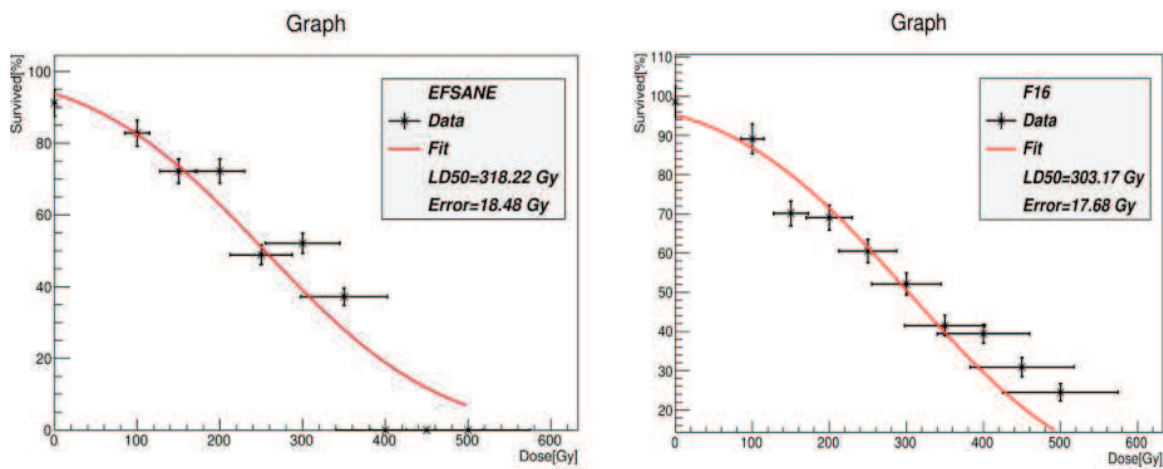 Graph
Survived[%]
100
80
60
40
20
0
0 100 200 300 400 500 600
Dose[Gy]
EFSANE
Data
Fit
LD50=318.22 Gy
Error=18.48 Gy
Graph
Survived[%]
110
100
90
80
70
60
50
40
30
20
0 100 200 300 400 500 600
Dose[Gy]
F16
Data
Fit
LD50=303.17 Gy
Error=17.68 Gy